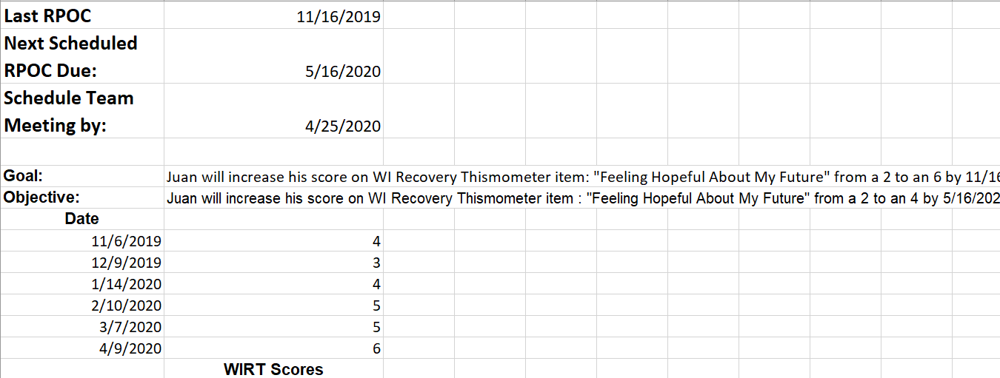 Last RPOC 11/16/2019
Next Scheduled
RPOC Due: 5/16/2020
Schedule Team
Meeting by: 4/25/2020
Goal: Juan will increase his score on WI Recovery Thismometer item: "Feeling Hopeful About My Future" from a 2 to an 6 by 11/16
Objective: Juan will increase his score on WI Recovery Thismometer item : "Feeling Hopeful About My Future" from a 2 to an 4 by 5/16/202
Date
11/6/2019 4
12/9/2019 3
1/14/2020 4
2/10/2020 5
3/7/2020 5
4/9/2020 6
WIRT Scores